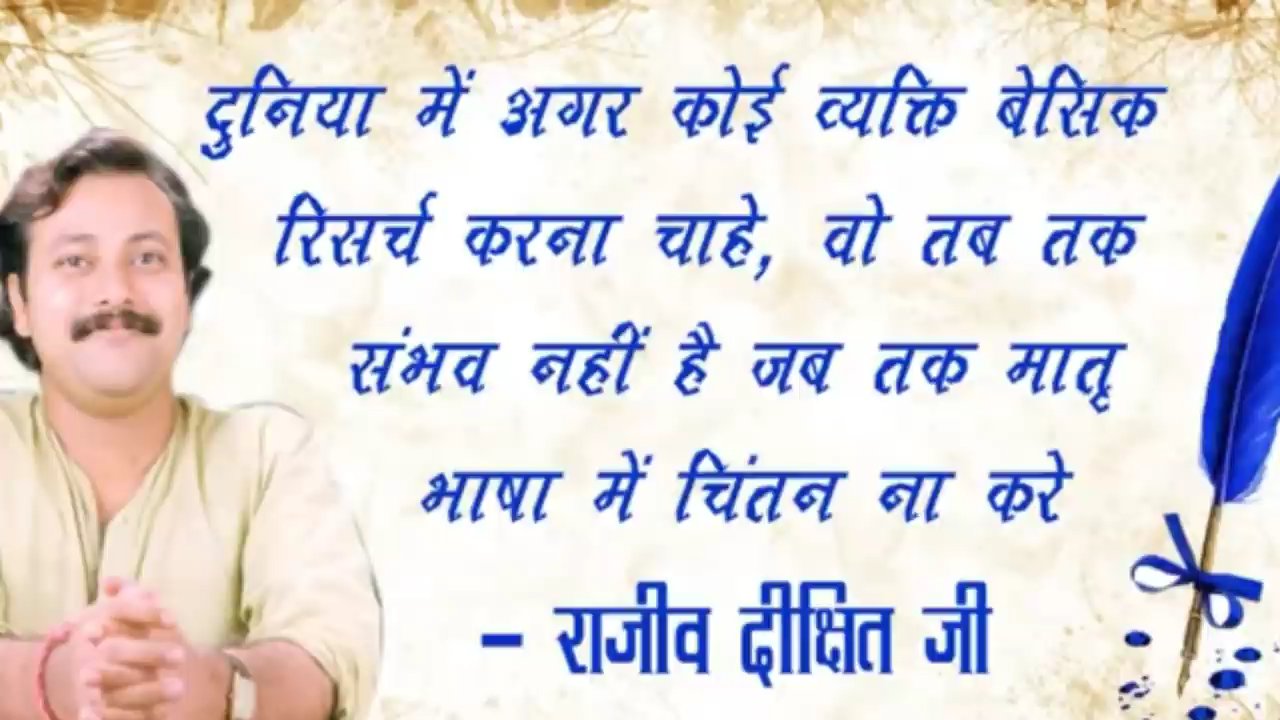 दुनिया में अगर कोई व्यक्ति बेसिक
रिसर्च करना चाहे, वो तब तक
संभव नहीं है जब तक मातृ
भाषा में चिंतन ना करे
– राजीव दीक्षित जी